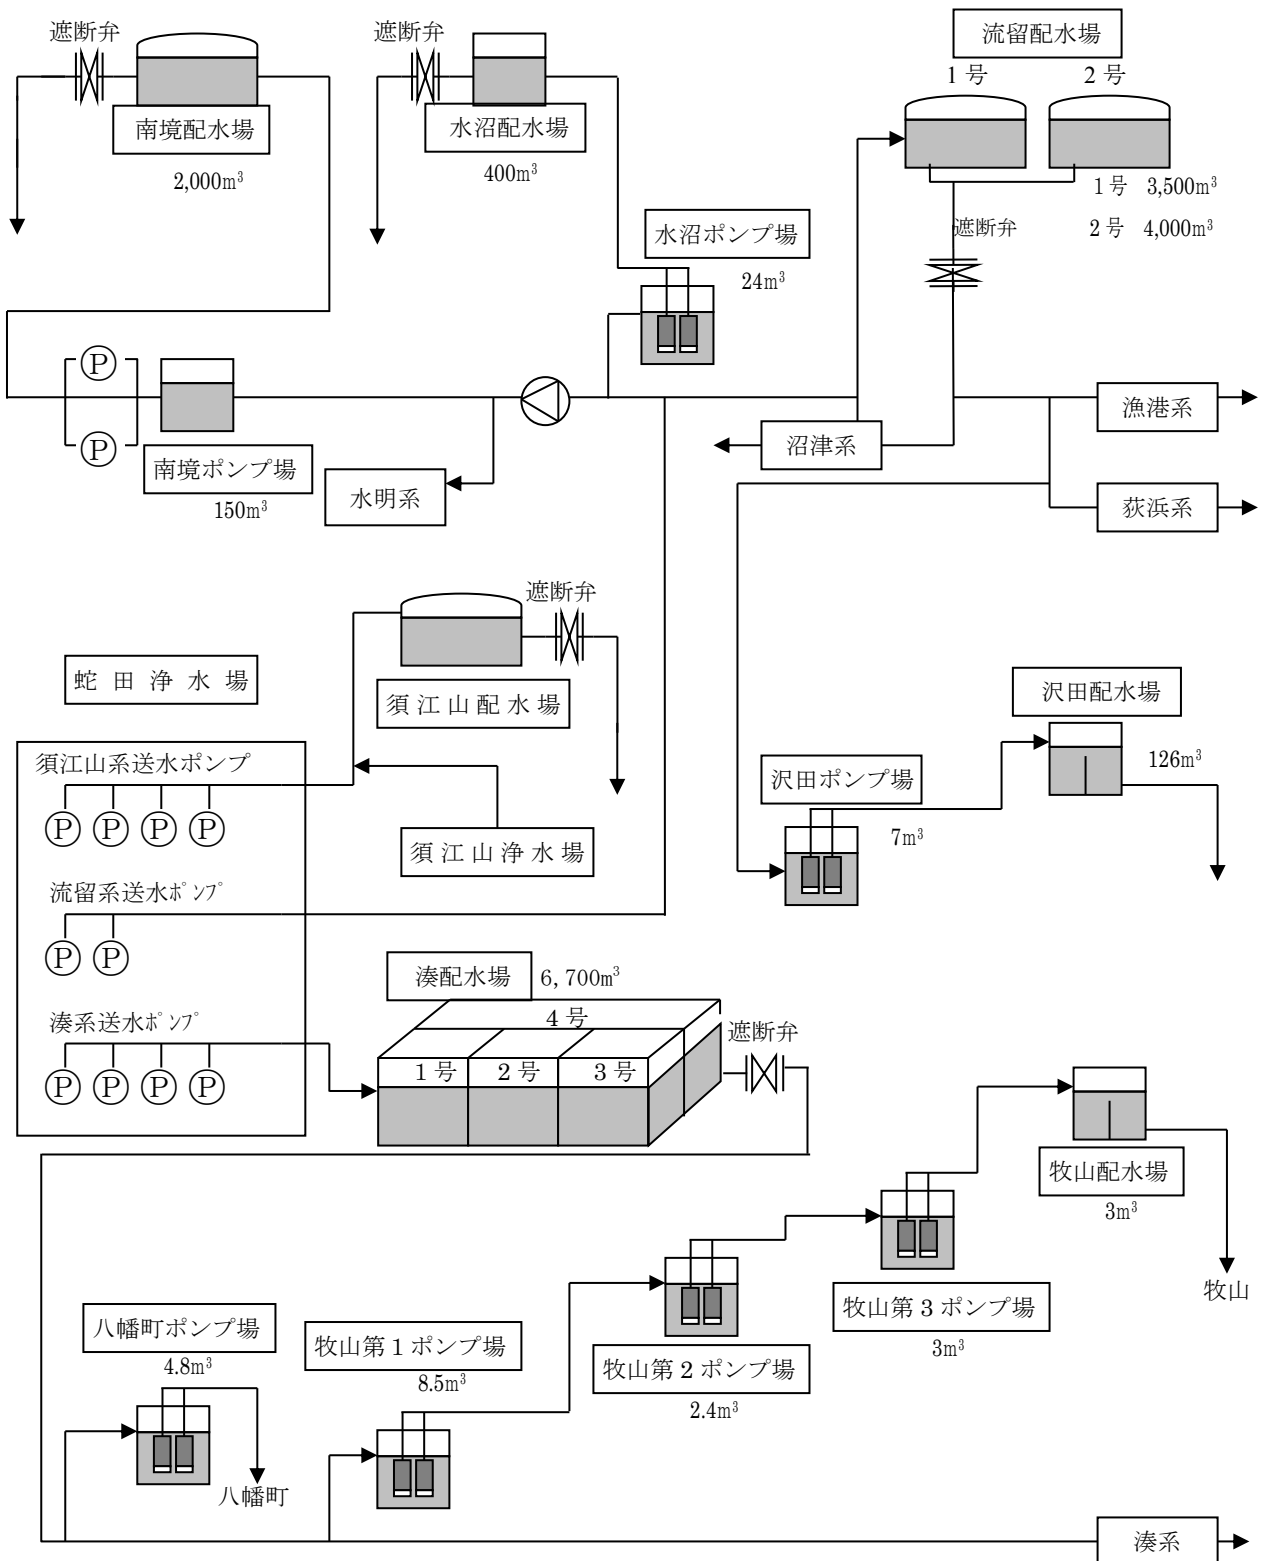 遮断弁
南境配水場
2,000m³
遮断弁
水沼配水場
400m³
流留配水場
1号 2号
1号 3,500m³
2号 4,000m³
遮断弁
水沼ポンプ場
24m³
漁港系
沼津系
荻浜系
P
P
南境ポンプ場
150m³
水明系
遮断弁
蛇田浄水場
須江山配水場
須江山系送水ポンプ
P P P P
須江山浄水場
沢田配水場
126m³
沢田ポンプ場
7m³
流留系送水ポンプ
P P
湊配水場 6,700m³
4号
1号 2号 3号
遮断弁
湊系送水ポンプ
P P P P
牧山配水場
3m³
牧山
牧山第3ポンプ場
3m³
牧山第2ポンプ場
2.4m³
牧山第1ポンプ場
8.5m³
八幡町ポンプ場
4.8m³
八幡町
湊系